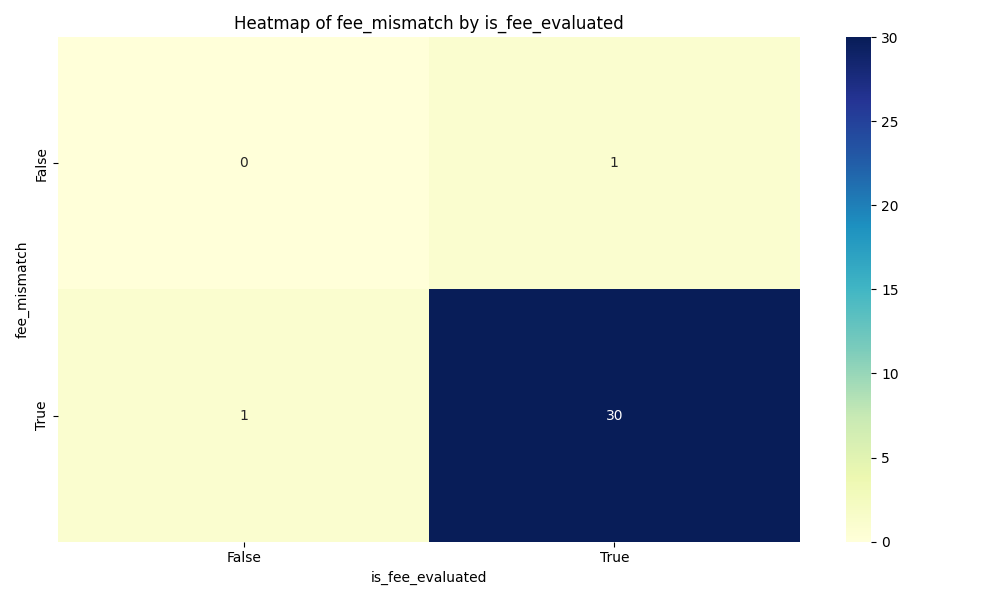 Heatmap of fee_mismatch by is_fee_evaluated
fee_mismatch
False
True
0
1
1
30
False
True
is_fee_evaluated
30
25
20
15
10
5
0